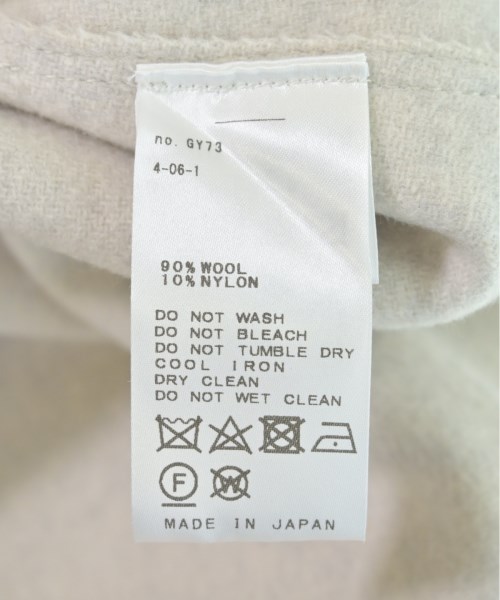 no. GY73
4-06-1
90% WOOL
10% NYLON
DO NOT WASH
DO NOT BLEACH
DO NOT TUMBLE DRY
COOL IRON
DRY CLEAN
DO NOT WET CLEAN
F W
MADE IN JAPAN